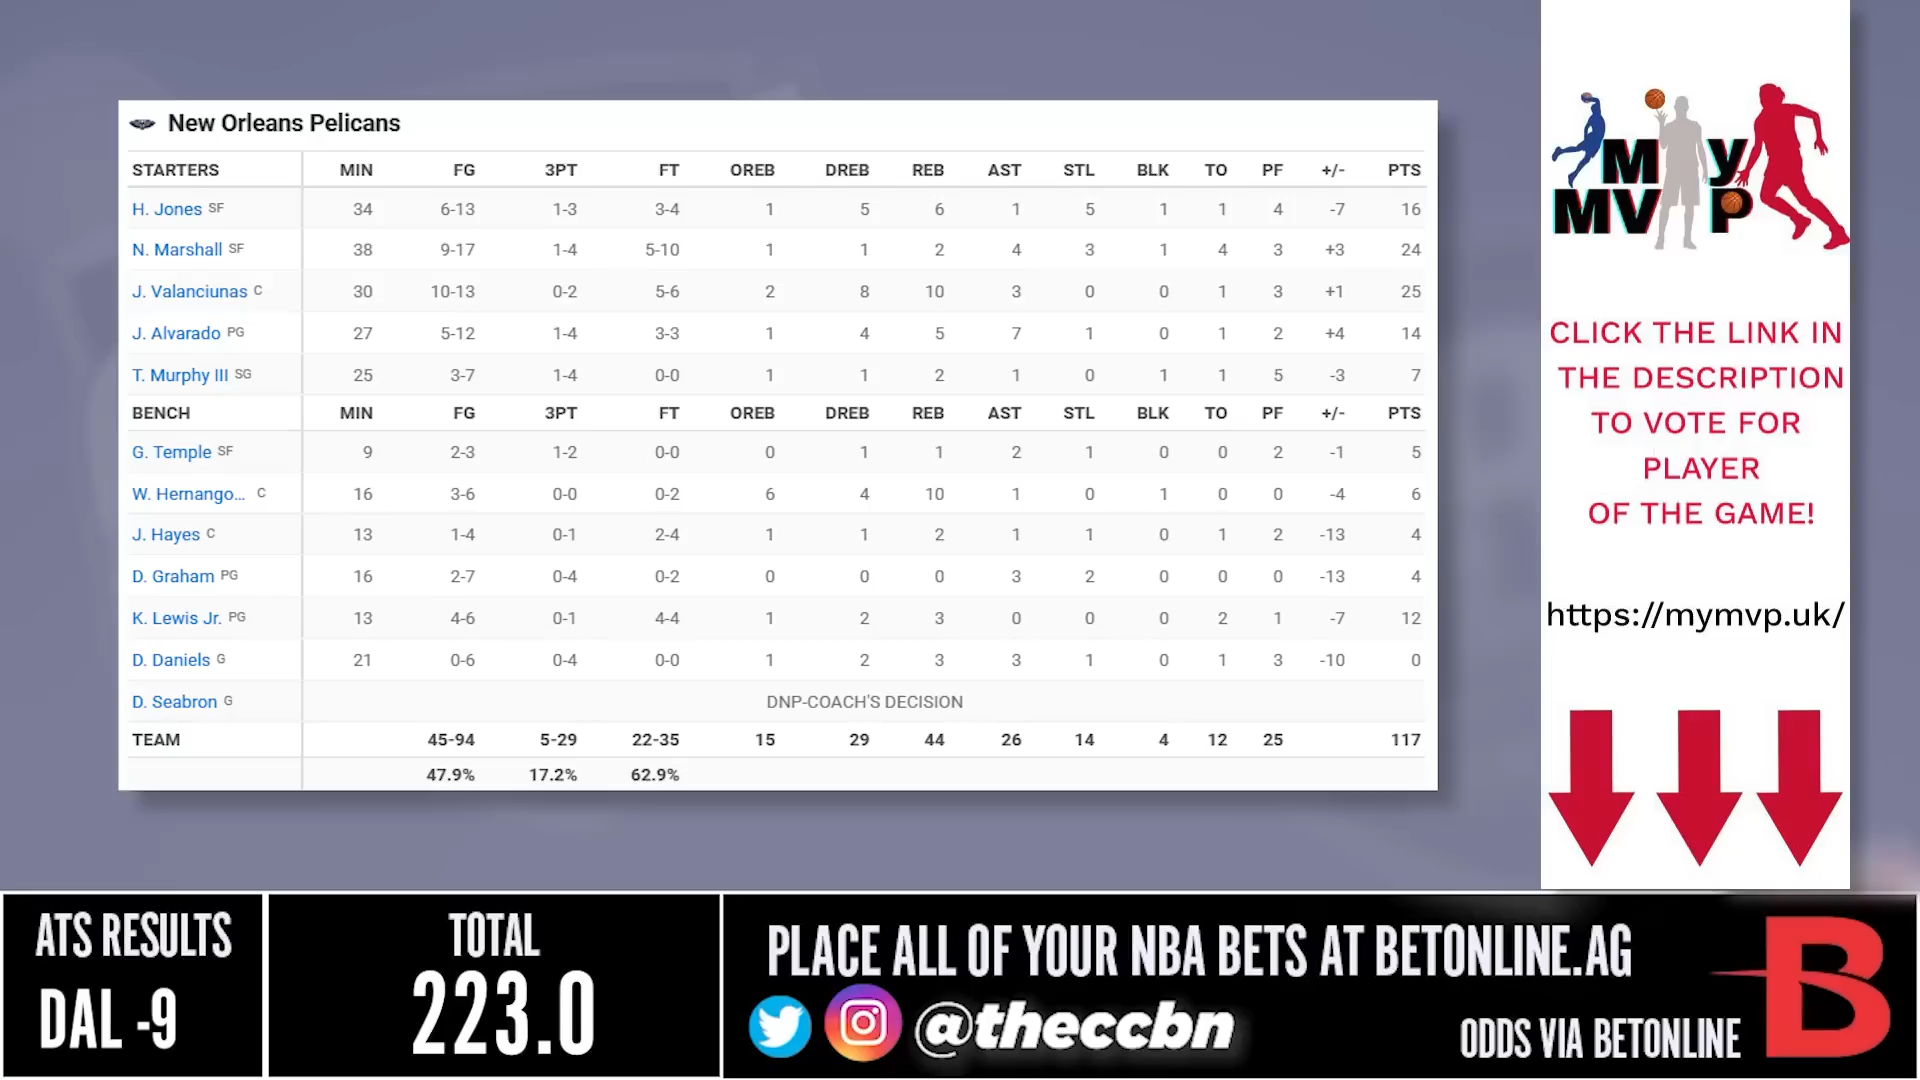 New Orleans Pelicans
STARTERS MIN FG 3PT FT OREB DREB REB AST STL BLK TO PF +/- PTS
H. Jones SF 34 6-13 1-3 3-4 1 5 6 1 5 1 1 4 -7 16
N. Marshall SF 38 9-17 1-4 5-10 1 1 2 4 3 1 4 3 +3 24
J. Valanciunas C 30 10-13 0-2 5-6 2 8 10 3 0 0 1 3 +1 25
J. Alvarado PG 27 5-12 1-4 3-3 1 4 5 7 1 0 1 2 +4 14
T. Murphy III SG 25 3-7 1-4 0-0 1 1 2 1 0 1 1 5 -3 7
BENCH MIN FG 3PT FT OREB DREB REB AST STL BLK TO PF +/- PTS
G. Temple SF 9 2-3 1-2 0-0 0 1 1 2 1 0 0 2 -1 5
W. Hernango... C 16 3-6 0-0 0-2 6 4 10 1 0 1 0 0 -4 6
J. Hayes C 13 1-4 0-1 2-4 1 1 2 1 1 0 1 2 -13 4
D. Graham PG 16 2-7 0-4 0-2 0 0 0 3 2 0 0 0 -13 4
K. Lewis Jr. PG 13 4-6 0-1 4-4 1 2 3 0 0 0 2 1 -7 12
D. Daniels G 21 0-6 0-4 0-0 1 2 3 3 1 0 1 3 -10 0
D. Seabron G DNP-COACH'S DECISION
TEAM 45-94 5-29 22-35 15 29 44 26 14 4 12 25 117
47.9% 17.2% 62.9%
My
MVP
CLICK THE LINK IN
THE DESCRIPTION
TO VOTE FOR
PLAYER
OF THE GAME!
https://mymvp.uk/
ATS RESULTS
DAL -9
TOTAL
223.0
PLACE ALL OF YOUR NBA BETS AT BETONLINE.AG
@theccbn
ODDS VIA BETONLINE
B